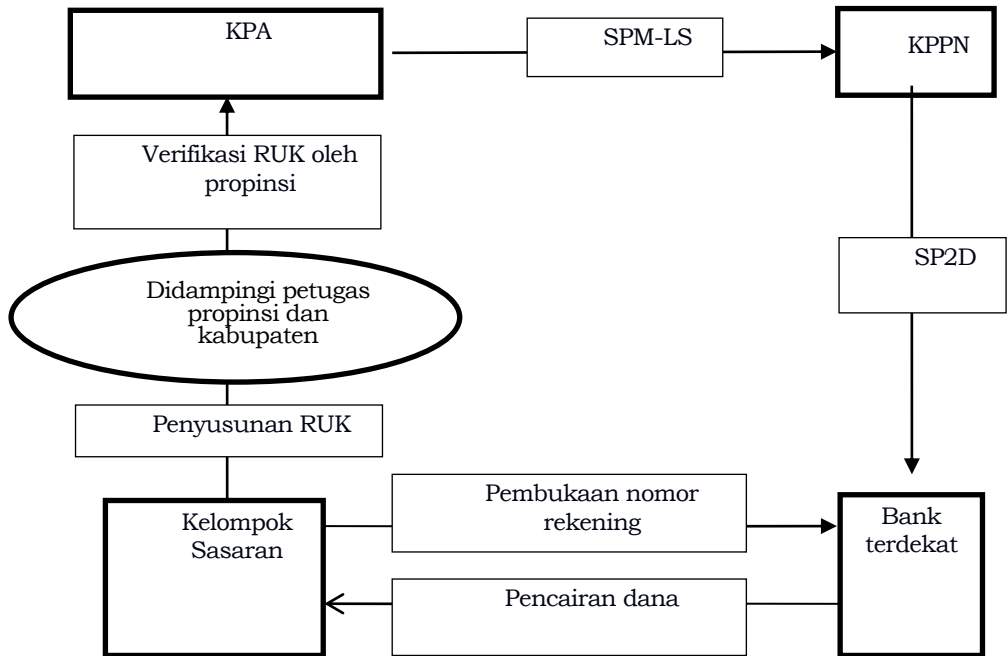 KPA
SPM-LS
KPPN
Verifikasi RUK oleh
propinsi
SP2D
Didampingi petugas
propinsi dan
kabupaten
Penyusunan RUK
Kelompok
Sasaran
Pembukaan nomor
rekening
Bank
terdekat
Pencairan dana